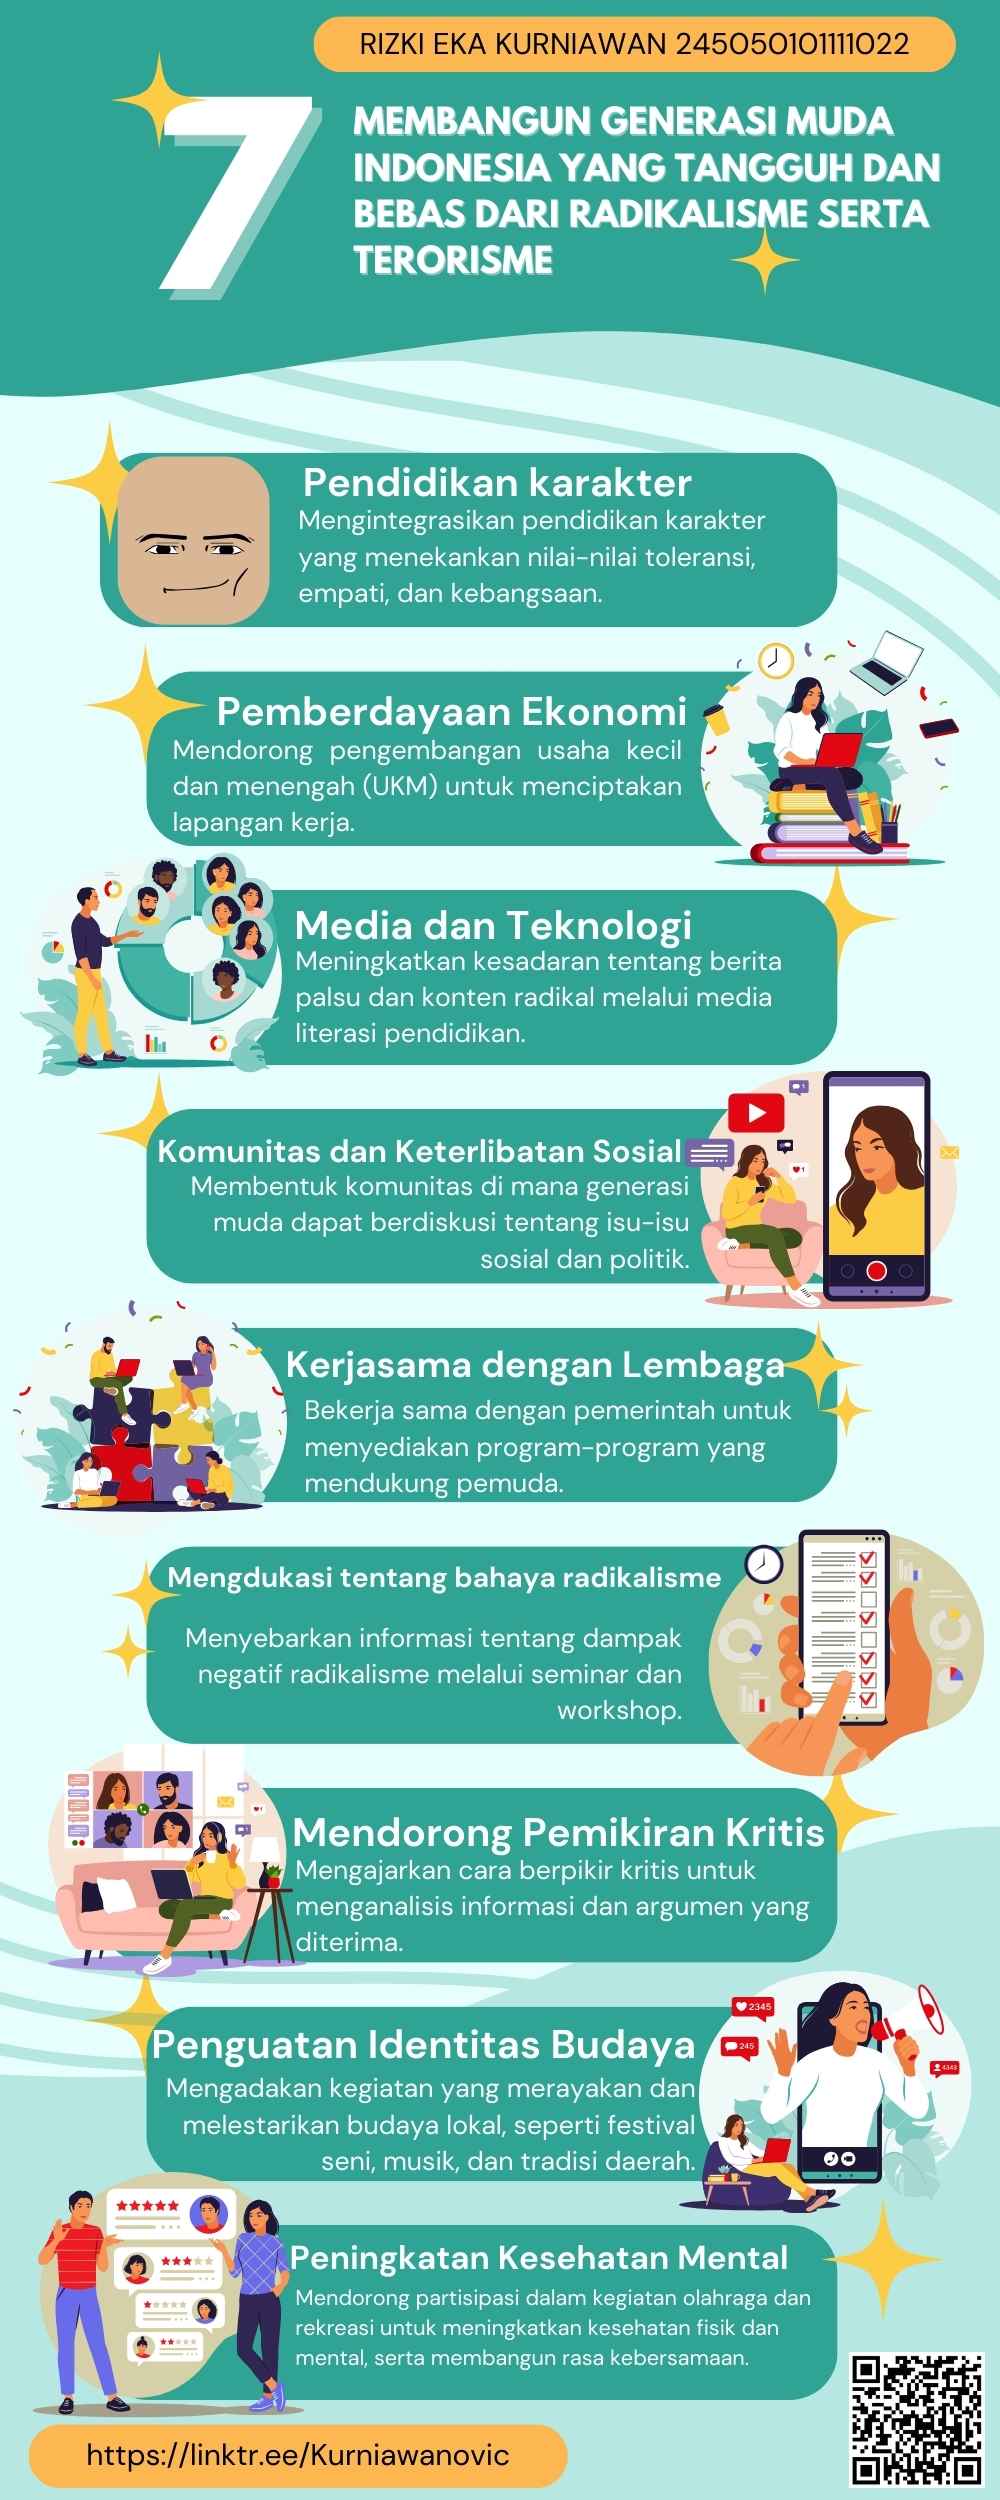 RIZKI EKA KURNIAWAN 245050101111022
7
MEMBANGUN GENERASI MUDA
INDONESIA YANG TANGGUH DAN
BEBAS DARI RADIKALISME SERTA
TERORISME
Pendidikan karakter
Mengintegrasikan pendidikan karakter
yang menekankan nilai-nilai toleransi,
empati, dan kebangsaan.
Pemberdayaan Ekonomi
Mendorong pengembangan usaha kecil
dan menengah (UKM) untuk menciptakan
lapangan kerja.
Media dan Teknologi
Meningkatkan kesadaran tentang berita
palsu dan konten radikal melalui media
literasi pendidikan.
Komunitas dan Keterlibatan Sosial
Membentuk komunitas di mana generasi
muda dapat berdiskusi tentang isu-isu
sosial dan politik.
Kerjasama dengan Lembaga
Bekerja sama dengan pemerintah untuk
menyediakan program-program yang
mendukung pemuda.
Mengdukasi tentang bahaya radikalisme
Menyebarkan informasi tentang dampak
negatif radikalisme melalui seminar dan
workshop.
Mendorong Pemikiran Kritis
Mengajarkan cara berpikir kritis untuk
menganalisis informasi dan argumen yang
diterima.
Penguatan Identitas Budaya
Mengadakan kegiatan yang merayakan dan
melestarikan budaya lokal, seperti festival
seni, musik, dan tradisi daerah.
2345
245
4343
Peningkatan Kesehatan Mental
Mendorong partisipasi dalam kegiatan olahraga dan
rekreasi untuk meningkatkan kesehatan fisik dan
mental, serta membangun rasa kebersamaan.
https://linktr.ee/Kurniawanovic